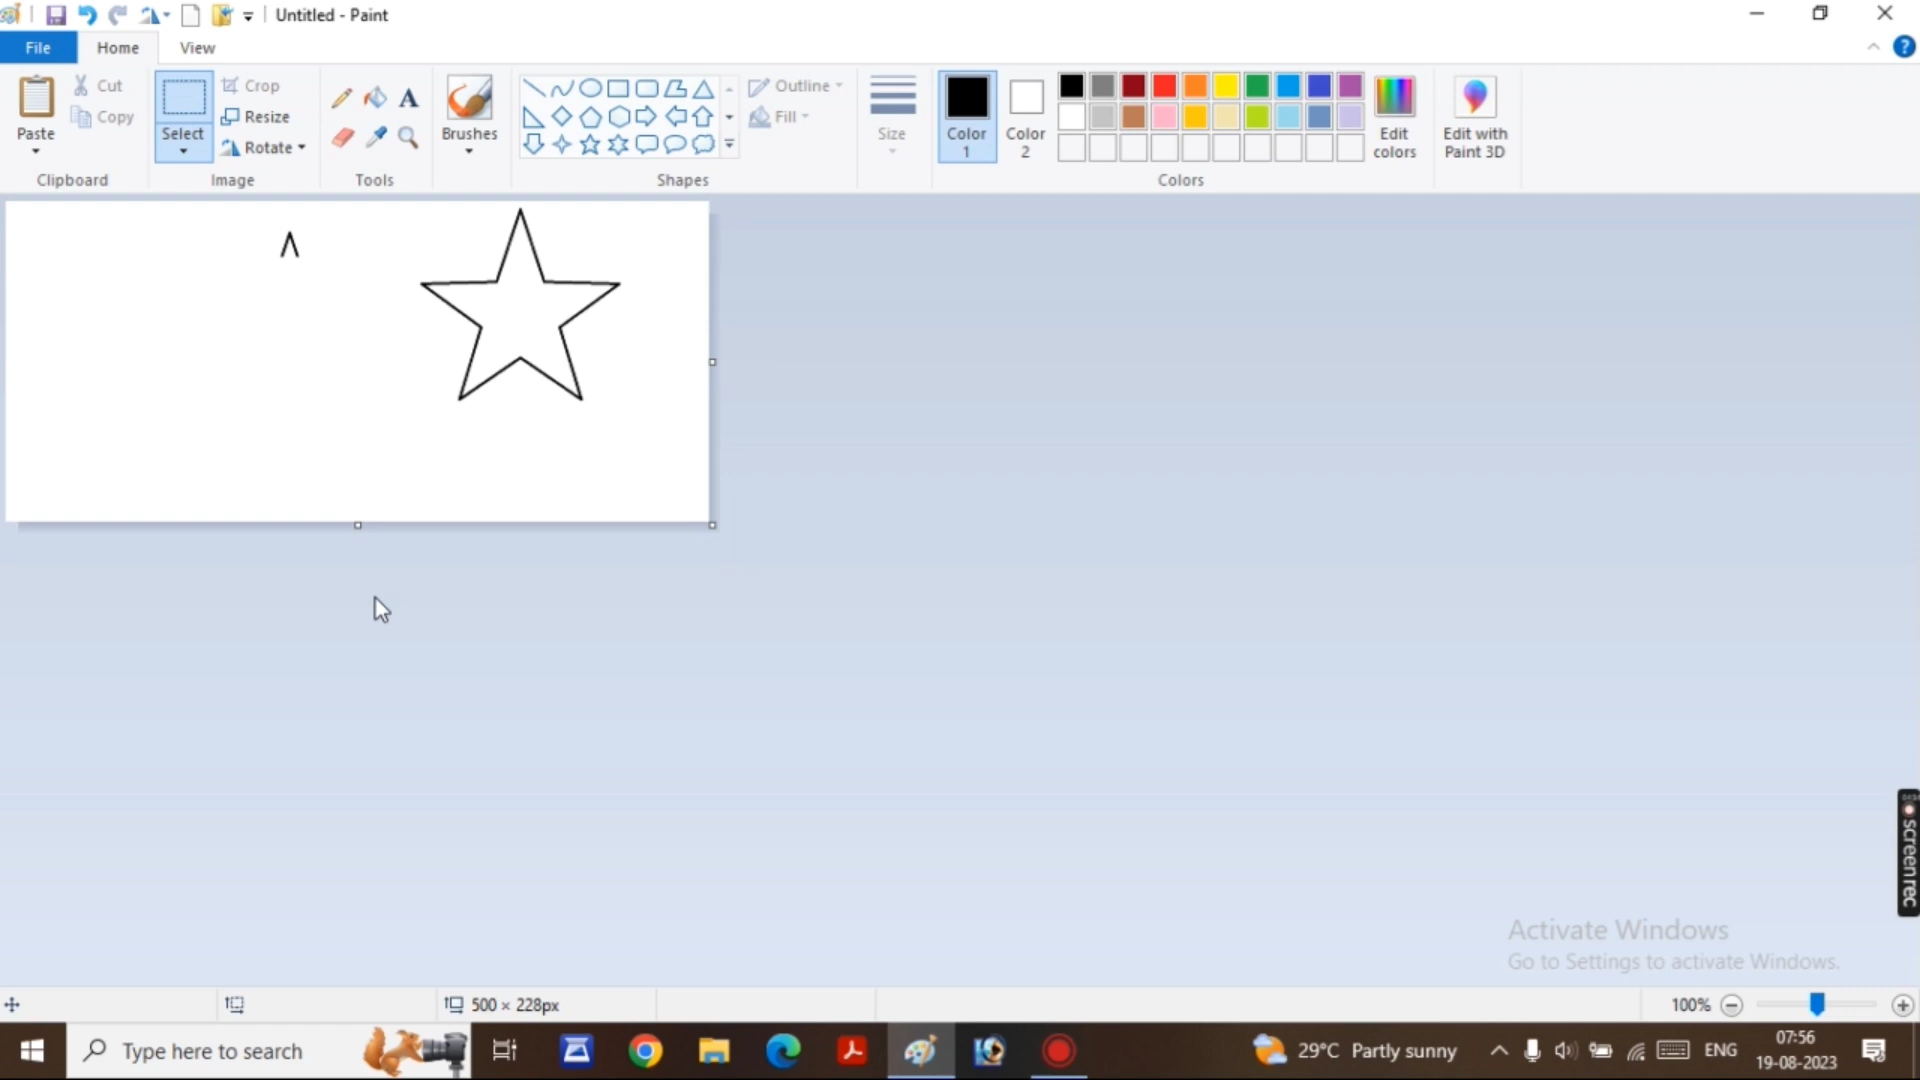 Untitled - Paint
File Home View
Paste
Cut
Copy
Clipboard
Select
Crop
Resize
Rotate
Image
A
Tools
Brushes
Outline
Fill
Shapes
Size
Color 1
Color 2
Edit colors
Colors
Edit with Paint 3D
screen rec
Activate Windows
Go to Settings to activate Windows.
500 × 228px
100%
Type here to search
29°C Partly sunny
ENG
07:56
19-08-2023